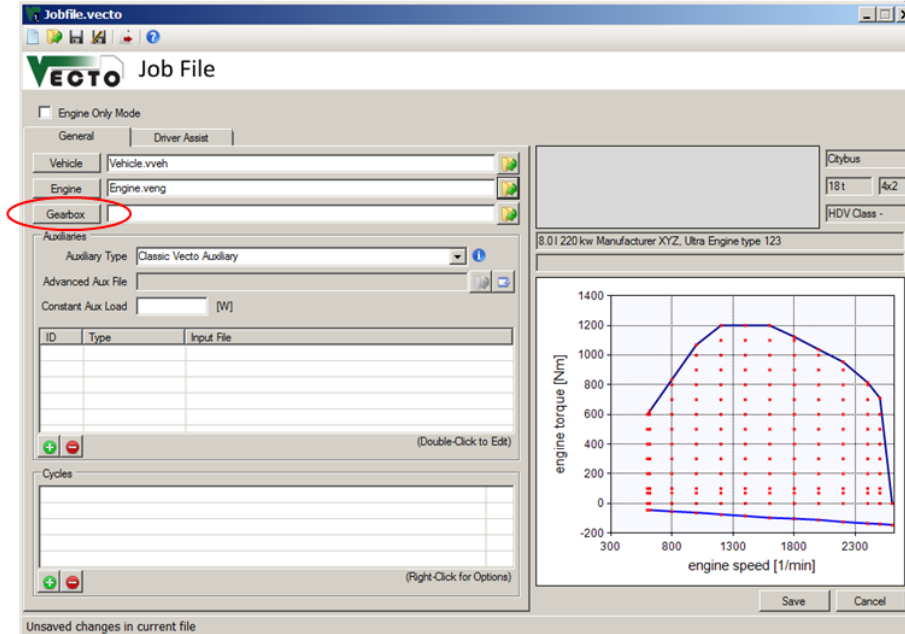 Jobfile.vecto
VECTO Job File
Engine Only Mode
General Driver Assist
Vehicle Vehicle.vveh
Engine Engine.veng
Gearbox
Auxiliaries
Auxiliary Type Classic Vecto Auxiliary
Advanced Aux File
Constant Aux Load [W]
ID Type Input File
(Double-Click to Edit)
Cycles
(Right-Click for Options)
Citybus
18 t 4x2
HDV Class -
8.0 l 220 kw Manufacturer XYZ, Ultra Engine type 123
1400
1200
1000
800
600
400
200
0
-200
engine torque [Nm]
300 800 1300 1800 2300
engine speed [1/min]
Save Cancel
Unsaved changes in current file